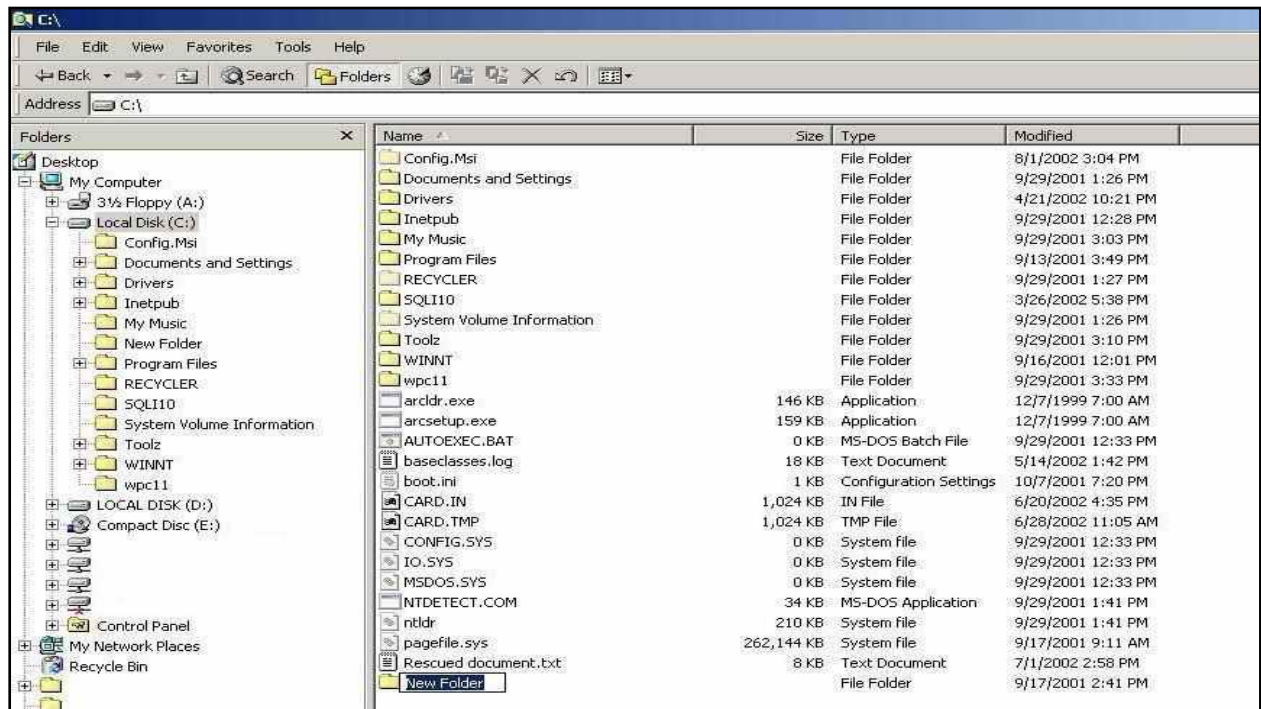 C:\
File Edit View Favorites Tools Help
Back Search Folders
Address C:\
Folders
Desktop
My Computer
3½ Floppy (A:)
Local Disk (C:)
Config.Msi
Documents and Settings
Drivers
Inetpub
My Music
New Folder
Program Files
RECYCLER
SQLI10
System Volume Information
Toolz
WINNT
wpc11
LOCAL DISK (D:)
Compact Disc (E:)
Control Panel
My Network Places
Recycle Bin
Name Size Type Modified
Config.Msi File Folder 8/1/2002 3:04 PM
Documents and Settings File Folder 9/29/2001 1:26 PM
Drivers File Folder 4/21/2002 10:21 PM
Inetpub File Folder 9/29/2001 12:28 PM
My Music File Folder 9/29/2001 3:03 PM
Program Files File Folder 9/13/2001 3:49 PM
RECYCLER File Folder 9/29/2001 1:27 PM
SQLI10 File Folder 3/26/2002 5:38 PM
System Volume Information File Folder 9/29/2001 1:26 PM
Toolz File Folder 9/29/2001 3:10 PM
WINNT File Folder 9/16/2001 12:01 PM
wpc11 File Folder 9/29/2001 3:33 PM
arcldr.exe 146 KB Application 12/7/1999 7:00 AM
arcsetup.exe 159 KB Application 12/7/1999 7:00 AM
AUTOEXEC.BAT 0 KB MS-DOS Batch File 9/29/2001 12:33 PM
baseclasses.log 18 KB Text Document 5/14/2002 1:42 PM
boot.ini 1 KB Configuration Settings 10/7/2001 7:20 PM
CARD.IN 1,024 KB IN File 6/20/2002 4:35 PM
CARD.TMP 1,024 KB TMP File 6/28/2002 11:05 AM
CONFIG.SYS 0 KB System file 9/29/2001 12:33 PM
IO.SYS 0 KB System file 9/29/2001 12:33 PM
MSDOS.SYS 0 KB System file 9/29/2001 12:33 PM
NTDETECT.COM 34 KB MS-DOS Application 9/29/2001 1:41 PM
ntldr 210 KB System file 9/29/2001 1:41 PM
pagefile.sys 262,144 KB System file 9/17/2001 9:11 AM
Rescued document.txt 8 KB Text Document 7/1/2002 2:58 PM
New Folder File Folder 9/17/2001 2:41 PM